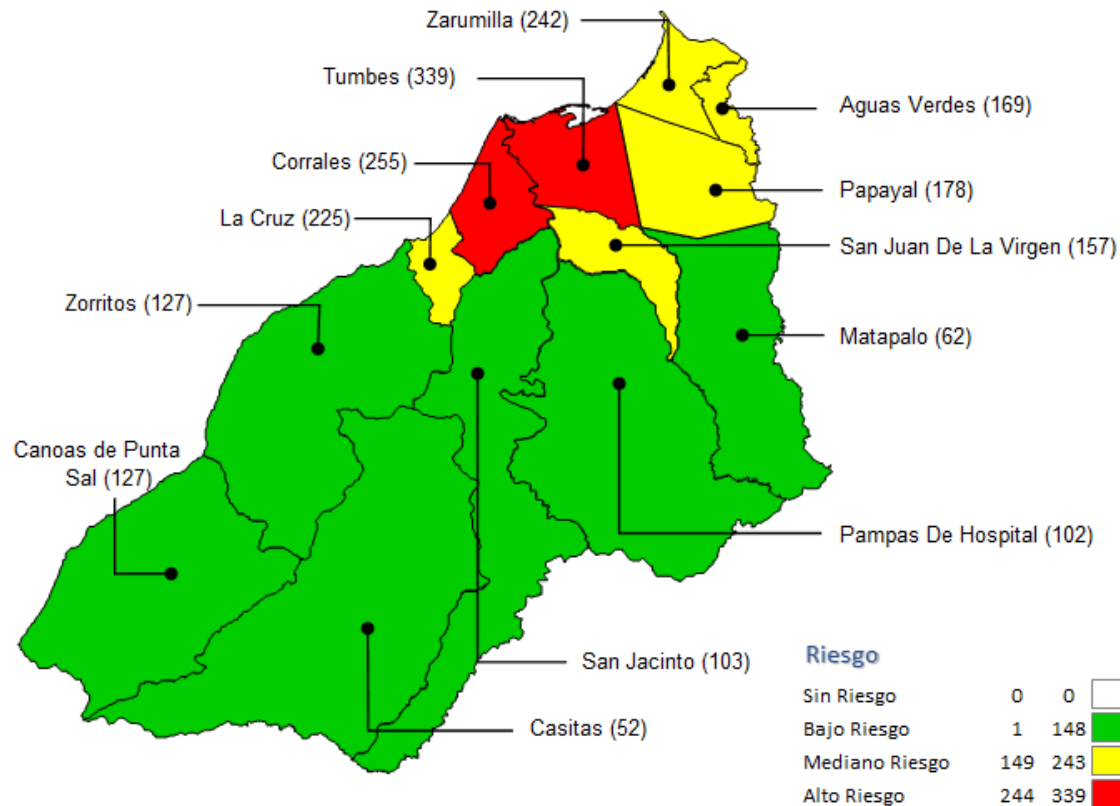 Zarumilla (242)
Tumbes (339)
Aguas Verdes (169)
Corrales (255)
Papayal (178)
La Cruz (225)
San Juan De La Virgen (157)
Zorritos (127)
Matapalo (62)
Canoas de Punta
Sal (127)
Pampas De Hospital (102)
San Jacinto (103)
Casitas (52)
Riesgo
Sin Riesgo 0 0
Bajo Riesgo 1 148
Mediano Riesgo 149 243
Alto Riesgo 244 339